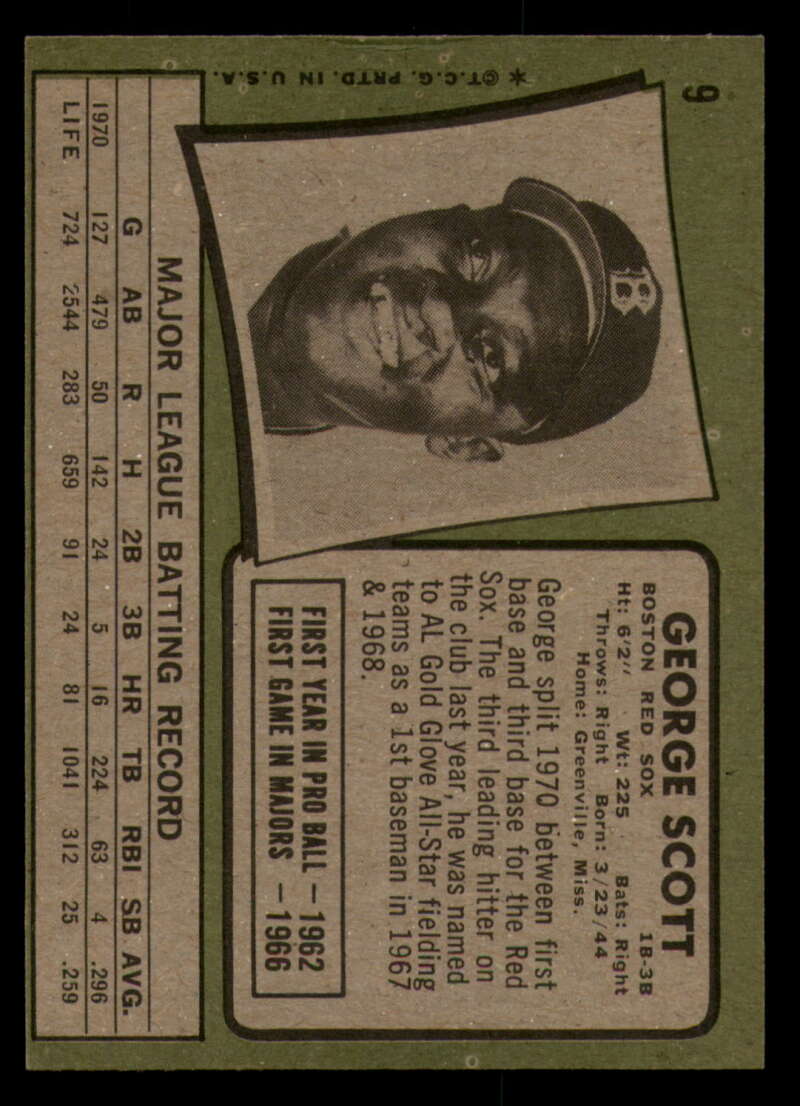 9
✶ ©T.C.G. PRTD. IN U.S.A.
B
GEORGE SCOTT
BOSTON RED SOX 1B-3B
Ht: 6'2" Wt: 225 Bats: Right
Throws: Right Born: 3/23/44
Home: Greenville, Miss.
George split 1970 between first
base and third base for the Red
Sox. The third leading hitter on
the club last year, he was named
to AL Gold Glove All-Star fielding
teams as a 1st baseman in 1967
& 1968.
FIRST YEAR IN PRO BALL — 1962
FIRST GAME IN MAJORS — 1966
MAJOR LEAGUE BATTING RECORD
G AB R H 2B 3B HR TB RBI SB AVG.
1970 127 479 50 142 24 5 16 224 63 4 .296
LIFE 724 2544 283 659 91 24 81 1041 312 25 .259